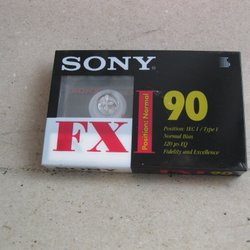 SONY
FX
Position: Normal
I 90
Position: IEC I / Type I
Normal Bias
120 µs EQ
Fidelity and Excellence